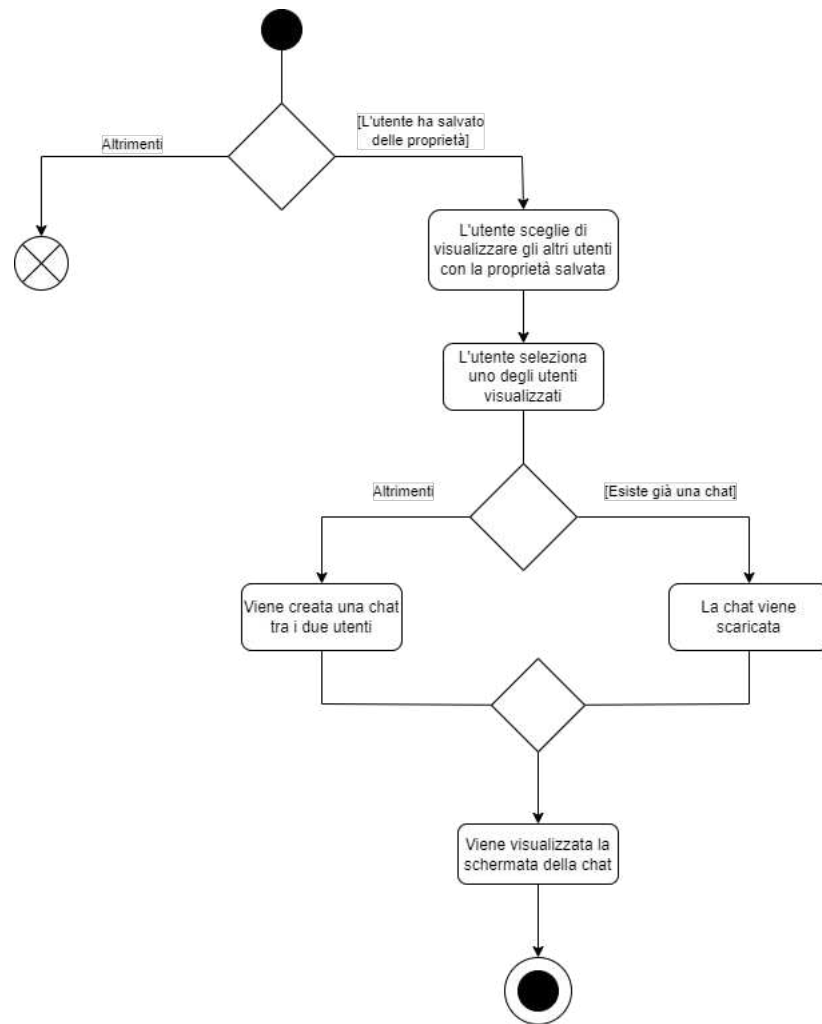 Altrimenti
[L'utente ha salvato
delle proprietà]
L'utente sceglie di
visualizzare gli altri utenti
con la proprietà salvata
L'utente seleziona
uno degli utenti
visualizzati
Altrimenti
[Esiste già una chat]
Viene creata una chat
tra i due utenti
La chat viene
scaricata
Viene visualizzata la
schermata della chat